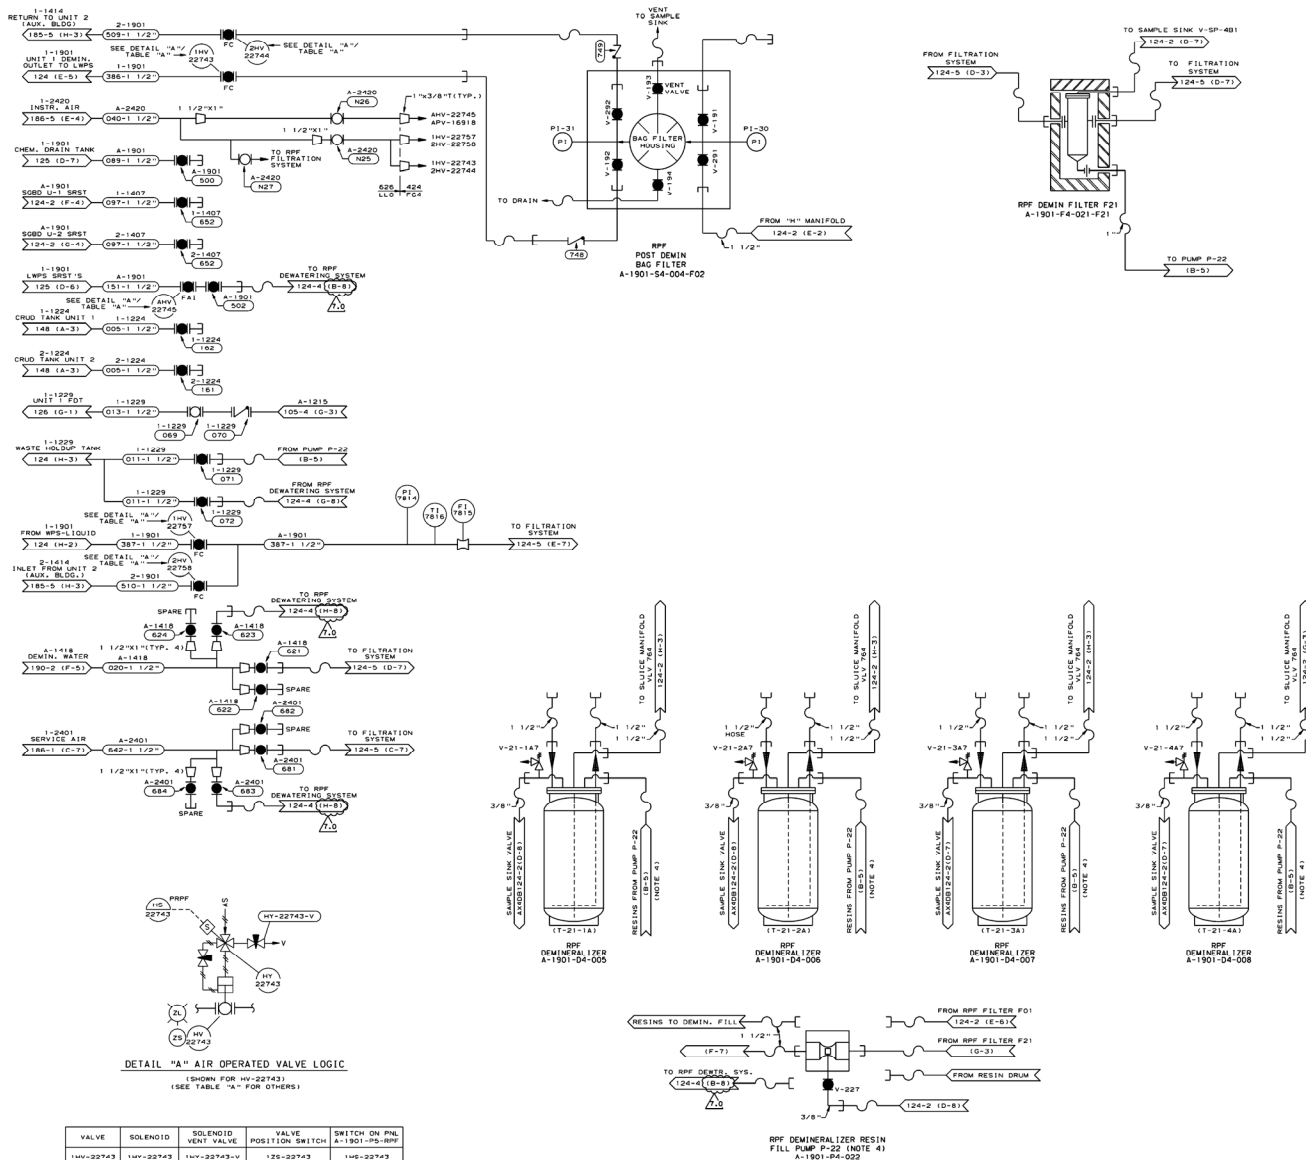 1-1414
RETURN TO UNIT 2
(AUX. BLDG)
185-5 (H-3)
2-1901
509-1 1/2"
SEE DETAIL "A"/
TABLE "A"
1HV
22743
FC
2HV
22744
SEE DETAIL "A"/
TABLE "A"
1-1901
UNIT 1 DEMIN.
OUTLET TO LWPS
124 (E-5)
1-1901
386-1 1/2"
FC
1-2420
INSTR. AIR
186-5 (E-4)
A-2420
040-1 1/2"
1 1/2"X1"
A-2420
N26
1"x3/8"T(TYP.)
AHV-22745
APV-16918
1 1/2"X1"
A-2420
N25
1HV-22757
2HV-22758
TO RPF
FILTRATION
SYSTEM
A-2420
N27
1HV-22743
2HV-22744
626
LLO
424
FG4
A-1901
CHEM. DRAIN TANK
125 (D-7)
A-1901
089-1 1/2"
A-1901
500
A-1901
SGBD U-1 SRST
124-2 (F-4)
1-1407
097-1 1/2"
1-1407
652
A-1901
SGBD U-2 SRST
124-2 (G-4)
2-1407
097-1 1/2"
2-1407
652
1-1901
LWPS SRST'S
125 (D-6)
A-1901
151-1 1/2"
FAI
SEE DETAIL "A"/
TABLE "A"
AHV
22745
A-1901
502
TO RPF
DEWATERING SYSTEM
124-4 (B-8)
7.0
1-1224
CRUD TANK UNIT 1
148 (A-3)
1-1224
005-1 1/2"
1-1224
162
2-1224
CRUD TANK UNIT 2
148 (A-3)
2-1224
005-1 1/2"
2-1224
161
1-1229
UNIT 1 FDT
126 (G-1)
1-1229
013-1 1/2"
1-1229
069
1-1229
070
A-1215
105-4 (G-3)
1-1229
WASTE HOLDUP TANK
124 (H-3)
1-1229
011-1 1/2"
1-1229
071
FROM PUMP P-22
(B-5)
1-1229
011-1 1/2"
1-1229
072
FROM RPF
DEWATERING SYSTEM
124-4 (G-8)
SEE DETAIL "A"/
TABLE "A"
1HV
22757
1-1901
FROM WPS-LIQUID
124 (H-2)
1-1901
387-1 1/2"
FC
A-1901
387-1 1/2"
PI
7814
TI
7816
FI
7815
TO FILTRATION
SYSTEM
124-5 (E-7)
SEE DETAIL "A"/
TABLE "A"
2HV
22758
2-1414
INLET FROM UNIT 2
(AUX. BLDG.)
185-5 (H-3)
2-1901
510-1 1/2"
FC
SPARE
A-1418
624
A-1418
623
TO RPF
DEWATERING SYSTEM
124-4 (H-8)
7.0
1 1/2"X1"(TYP. 4)
A-1418
DEMIN. WATER
190-2 (F-5)
A-1418
020-1 1/2"
A-1418
621
TO FILTRATION
SYSTEM
124-5 (D-7)
A-1418
622
SPARE
A-2401
682
SPARE
1-2401
SERVICE AIR
186-1 (C-7)
A-2401
642-1 1/2"
A-2401
681
TO FILTRATION
SYSTEM
124-5 (C-7)
1 1/2"X1"(TYP. 4)
A-2401
684
A-2401
683
SPARE
TO RPF
DEWATERING SYSTEM
124-4 (H-8)
7.0
VENT
TO SAMPLE
SINK
749
V-193
VENT
VALVE
V-292
V-191
PI-31
PI
BAG FILTER
HOUSING
PI-30
PI
V-192
V-194
V-291
TO DRAIN
748
FROM "H" MANIFOLD
124-2 (E-2)
1 1/2"
RPF
POST DEMIN
BAG FILTER
A-1901-S4-004-F02
TO SAMPLE SINK V-SP-4B1
124-2 (D-7)
FROM FILTRATION
SYSTEM
124-5 (D-3)
TO FILTRATION
SYSTEM
124-5 (D-7)
RPF DEMIN FILTER F21
A-1901-F4-021-F21
1"
TO PUMP P-22
(B-5)
TO SLUICE MANIFOLD
VLV 764
124-2 (H-3)
1 1/2"
1 1/2"
1 1/2"
V-21-1A7
3/8"
SAMPLE SINK VALVE
AX4DB124-2(D-8)
RESINS FROM PUMP P-22
(B-5)
(NOTE 4)
(T-21-1A)
RPF
DEMINERALIZER
A-1901-D4-005
TO SLUICE MANIFOLD
VLV 764
124-2 (H-3)
1 1/2"
HOSE
1 1/2"
1 1/2"
V-21-2A7
3/8"
SAMPLE SINK VALVE
AX4DB124-2(D-8)
RESINS FROM PUMP P-22
(B-5)
(NOTE 4)
(T-21-2A)
RPF
DEMINERALIZER
A-1901-D4-006
TO SLUICE MANIFOLD
VLV 764
124-2 (H-3)
1 1/2"
1 1/2"
1 1/2"
V-21-3A7
3/8"
SAMPLE SINK VALVE
AX4DB124-2(D-7)
RESINS FROM PUMP P-22
(B-5)
(NOTE 4)
(T-21-3A)
RPF
DEMINERALIZER
A-1901-D4-007
TO SLUICE MANIFOLD
VLV 764
124-2 (G-3)
1 1/2"
1 1/2"
1 1/2"
V-21-4A7
3/8"
SAMPLE SINK VALVE
AX4DB124-2(D-7)
RESINS FROM PUMP P-22
(B-5)
(NOTE 4)
(T-21-4A)
RPF
DEMINERALIZER
A-1901-D4-008
HS
22743
PRPF
AS
S
HY-22743-V
V
HY
22743
ZL
ZS
HV
22743
DETAIL "A" AIR OPERATED VALVE LOGIC
(SHOWN FOR HV-22743)
(SEE TABLE "A" FOR OTHERS)
RESINS TO DEMIN. FILL
1 1/2"
(F-7)
TO RPF DEWTR. SYS.
124-4 (B-8)
7.0
FROM RPF FILTER F01
124-2 (E-6)
FROM RPF FILTER F21
(G-3)
FROM RESIN DRUM
V-227
3/8"
124-2 (D-8)
RPF DEMINERALIZER RESIN
FILL PUMP P-22 (NOTE 4)
A-1901-P4-022
VALVE SOLENOID SOLENOID VENT VALVE VALVE POSITION SWITCH SWITCH ON PNL A-1901-P5-RPF
1HV-22743 1HY-22743 1HY-22743-V 1ZS-22743 1HS-22743